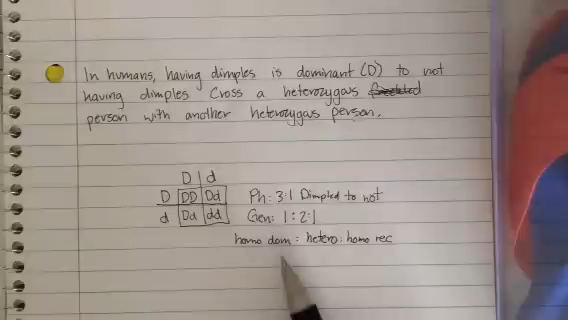 In humans, having dimples is dominant (D) to not
having dimples Cross a heterozygous
person with another heterozygous person.
D d
D DD Dd Ph: 3:1 Dimpled to not
d Dd dd Gen: 1:2:1
homo dom: hetero: homo rec